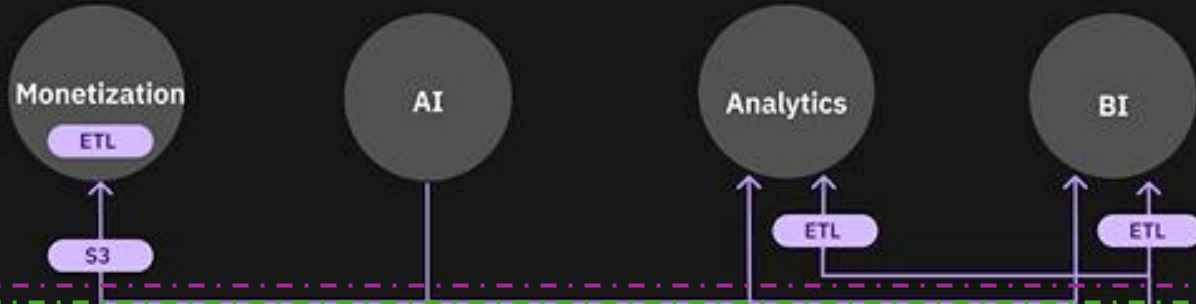 Monetization
ETL
S3
AI
Analytics
ETL
BI
ETL